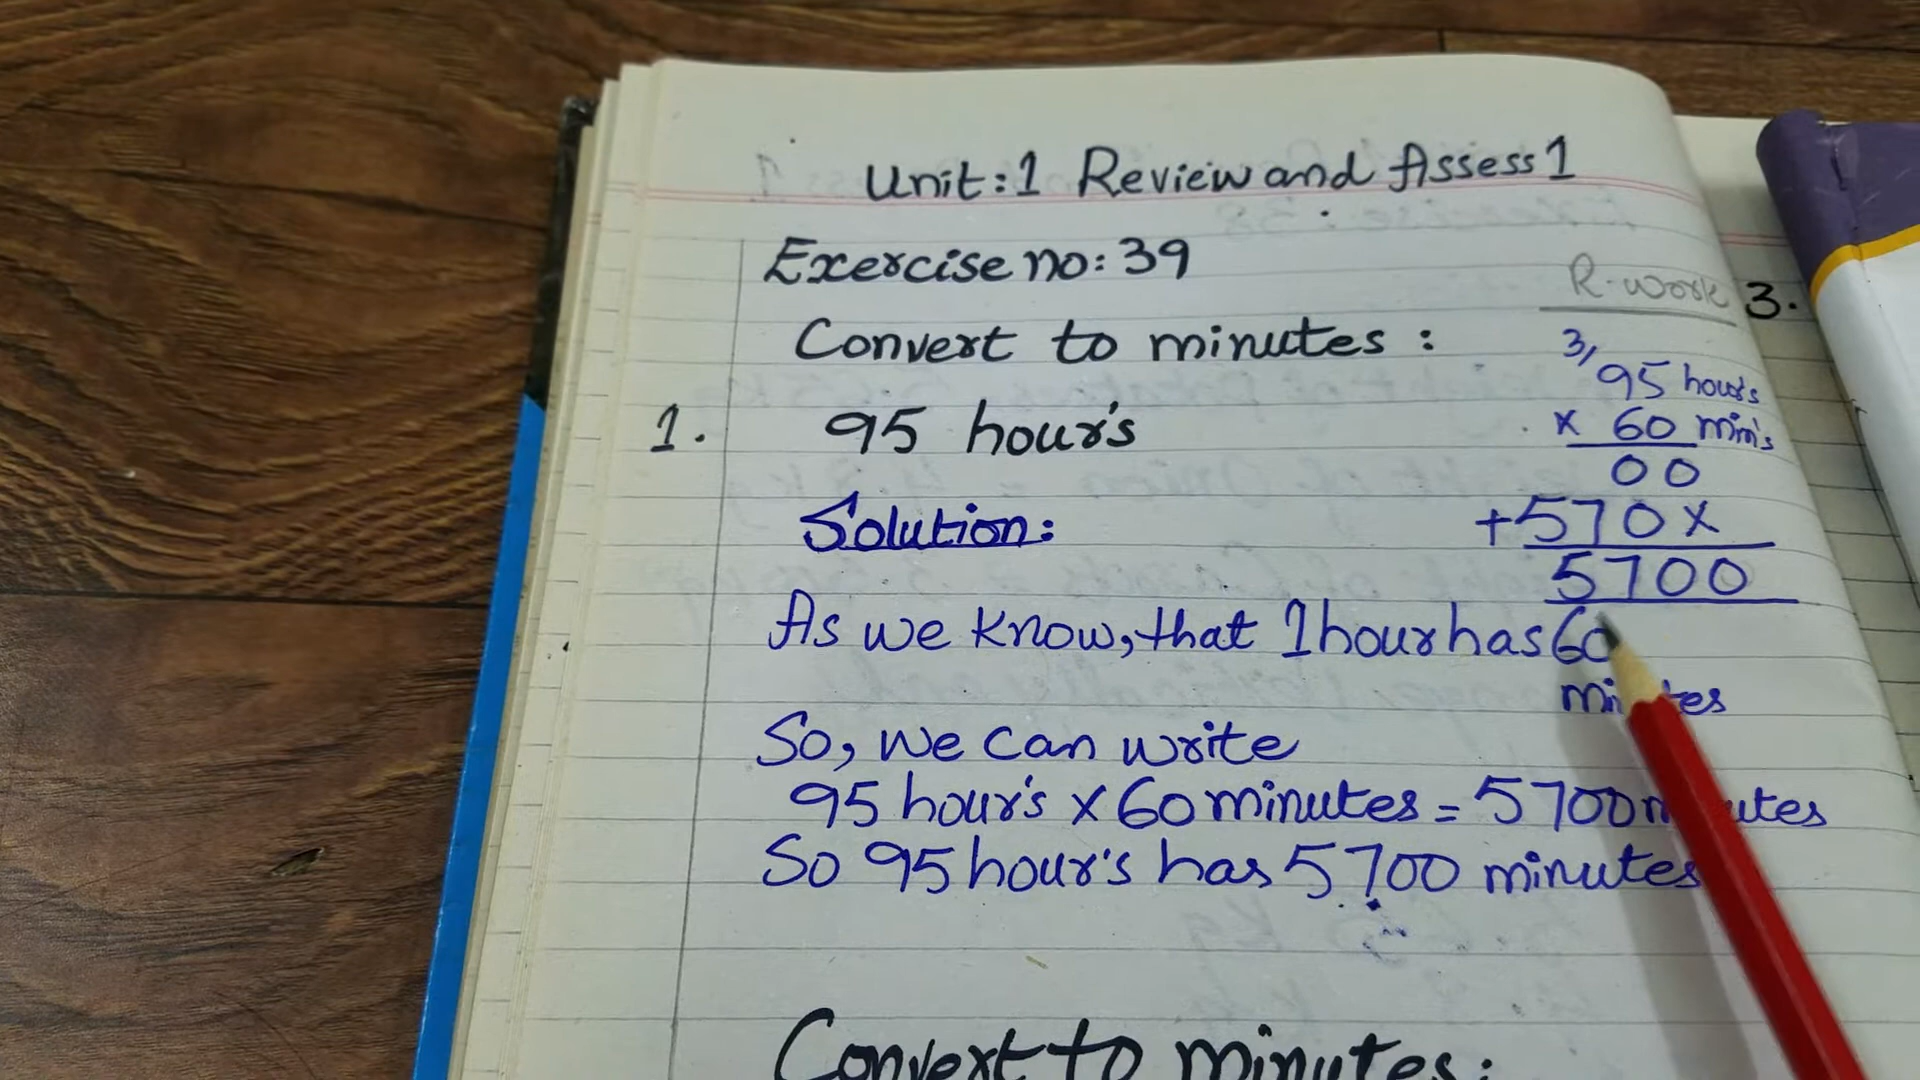 Unit:1 Review and Assess 1
Exercise no: 39
Convert to minutes :
1. 95 hour's
Solution:
As we know, that 1 hour has 60
minutes
So, we can write
95 hour's x 60 minutes = 5700 minutes
So 95 hour's has 5700 minutes
Convert to minutes:
R-work
3.
3/
95 hour's
x 60 min's
00
+570x
5700